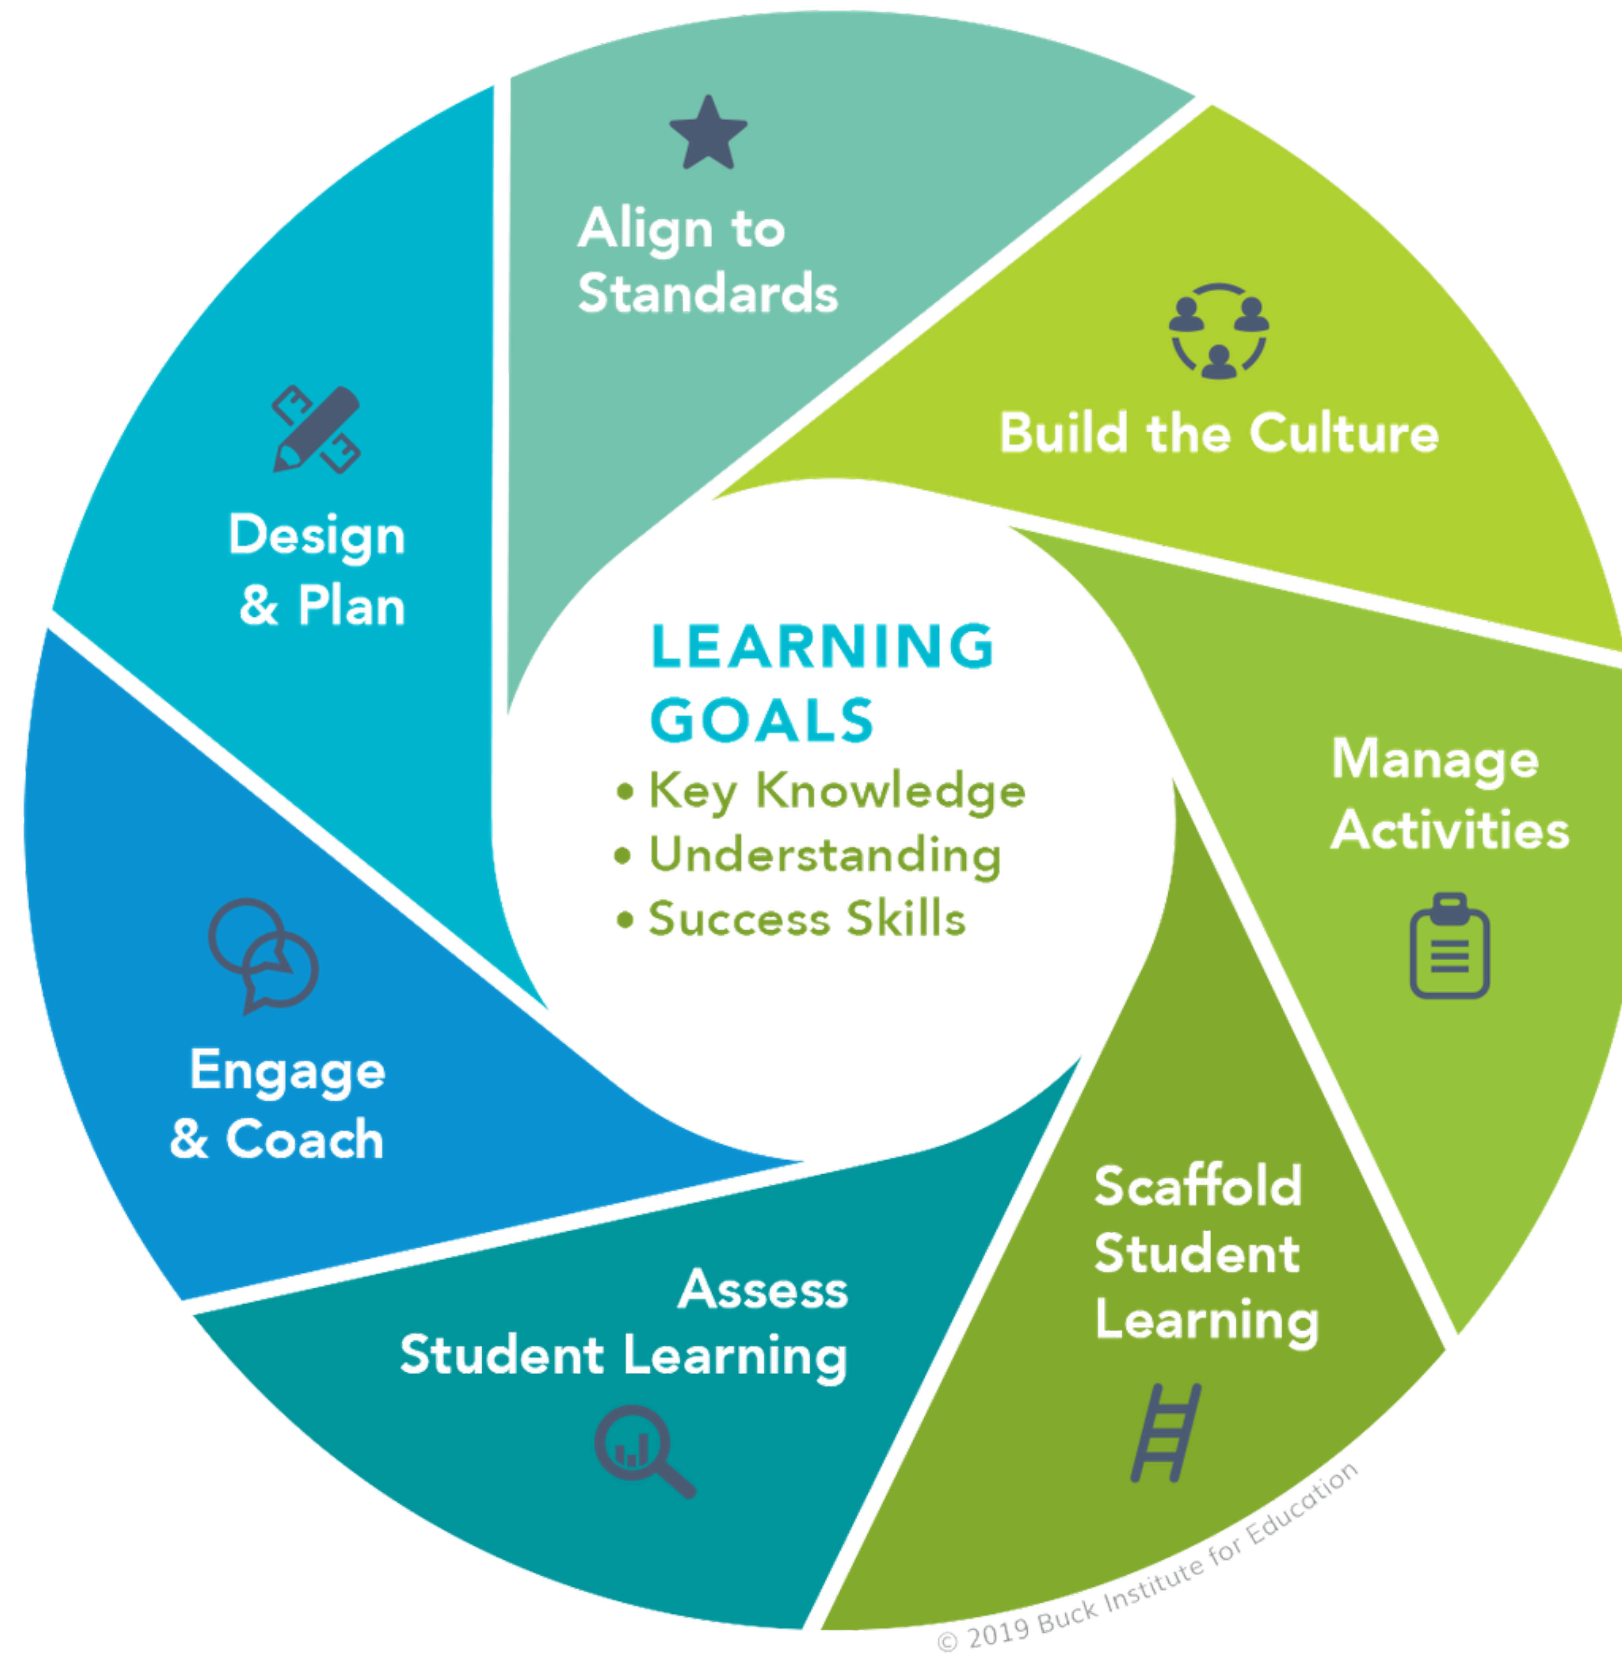 Align to
Standards
Build the Culture
Design
& Plan
LEARNING
GOALS
• Key Knowledge
• Understanding
• Success Skills
Manage
Activities
Engage
& Coach
Scaffold
Student
Learning
Assess
Student Learning
© 2019 Buck Institute for Education